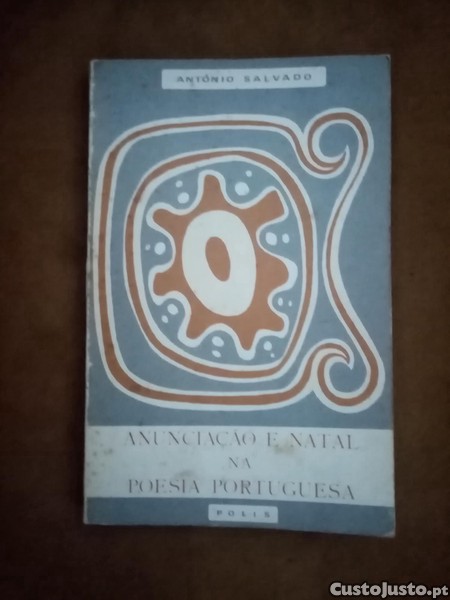 ANTÓNIO SALVADO
ANUNCIAÇÃO E NATAL
NA
POESIA PORTUGUESA
POLIS
CustoJusto.pt